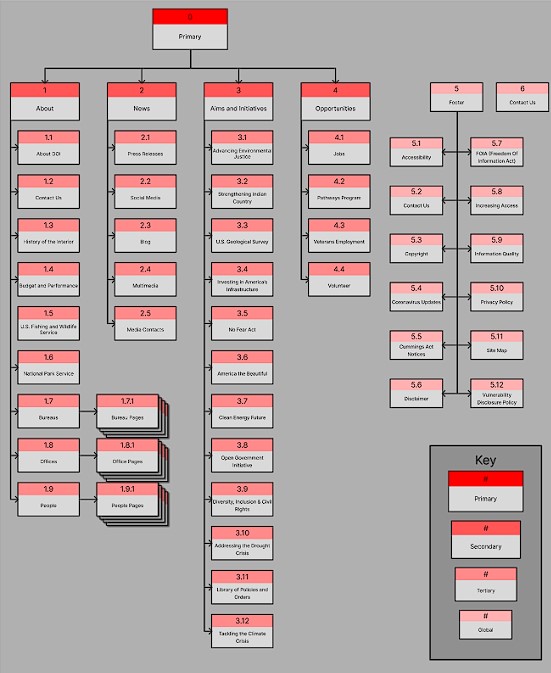 0
Primary
1
About
2
News
3
Aims and Initiatives
4
Opportunities
5
Foster
6
Contact Us
1.1
About DOI
1.2
Contact Us
1.3
History of the Interior
1.4
Budget and Performance
1.5
U.S. Fishing and Wildlife
Service
1.6
National Park Service
1.7
Bureaus
1.7.1
Bureau Pages
1.8
Offices
1.8.1
Office Pages
1.9
People
1.9.1
People Pages
2.1
Press Releases
2.2
Social Media
2.3
Blog
2.4
Multimedia
2.5
Media Contacts
3.1
Advancing Environmental
Justice
3.2
Strengthening Indian
Country
3.3
U.S. Geological Survey
3.4
Investing in America's
Infrastructure
3.5
No Fear Act
3.6
America the Beautiful
3.7
Clean Energy Future
3.8
Open Government
Initiative
3.9
Diversity, Inclusion & Civil
Rights
3.10
Addressing the Drought
Crisis
3.11
Library of Policies and
Orders
3.12
Tackling the Climate
Crisis
4.1
Jobs
4.2
Pathways Program
4.3
Veterans Employment
4.4
Volunteer
5.1
Accessibility
5.2
Contact Us
5.3
Copyright
5.4
Coronavirus Updates
5.5
Cummings Act
Notices
5.6
Disclaimer
5.7
FOIA (Freedom Of
Information Act)
5.8
Increasing Access
5.9
Information Quality
5.10
Privacy Policy
5.11
Site Map
5.12
Vulnerability
Disclosure Policy
Key
#
Primary
#
Secondary
#
Tertiary
#
Global